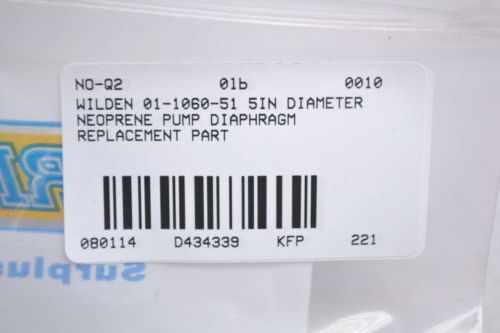 NO-Q2 01b 0010
WILDEN 01-1060-51 5IN DIAMETER
NEOPRENE PUMP DIAPHRAGM
REPLACEMENT PART
080114 D434339 KFP 221
Surplus